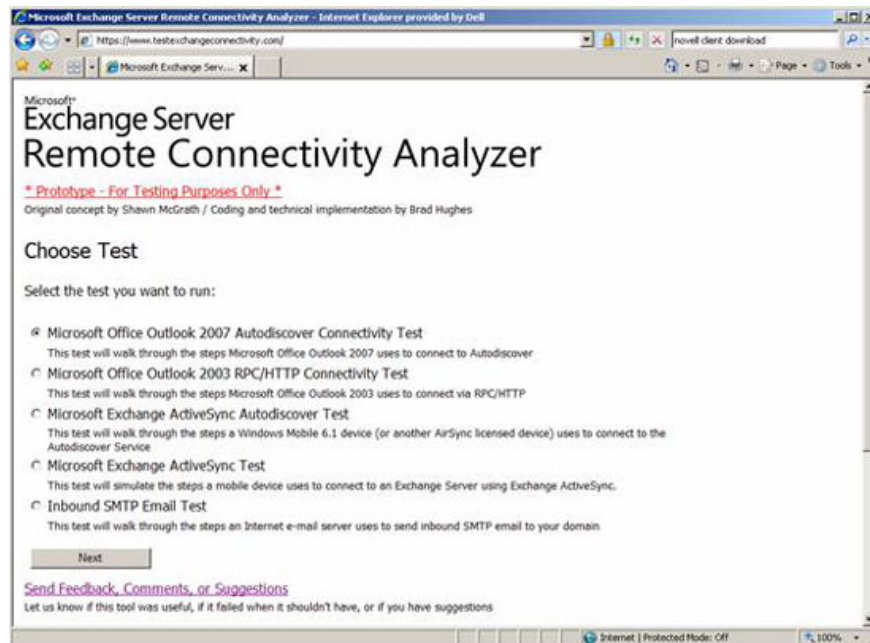 Microsoft Exchange Server Remote Connectivity Analyzer - Internet Explorer provided by Dell
https://www.testexchangeconnectivity.com/
novell client download
Microsoft Exchange Serv...
Page
Tools
Microsoft®
Exchange Server
Remote Connectivity Analyzer
* Prototype - For Testing Purposes Only *
Original concept by Shawn McGrath / Coding and technical implementation by Brad Hughes
Choose Test
Select the test you want to run:
Microsoft Office Outlook 2007 Autodiscover Connectivity Test
This test will walk through the steps Microsoft Office Outlook 2007 uses to connect to Autodiscover
Microsoft Office Outlook 2003 RPC/HTTP Connectivity Test
This test will walk through the steps Microsoft Office Outlook 2003 uses to connect via RPC/HTTP
Microsoft Exchange ActiveSync Autodiscover Test
This test will walk through the steps a Windows Mobile 6.1 device (or another AirSync licensed device) uses to connect to the
Autodiscover Service
Microsoft Exchange ActiveSync Test
This test will simulate the steps a mobile device uses to connect to an Exchange Server using Exchange ActiveSync.
Inbound SMTP Email Test
This test will walk through the steps an Internet e-mail server uses to send inbound SMTP email to your domain
Next
Send Feedback, Comments, or Suggestions
Let us know if this tool was useful, if it failed when it shouldn't have, or if you have suggestions
Internet | Protected Mode: Off
100%